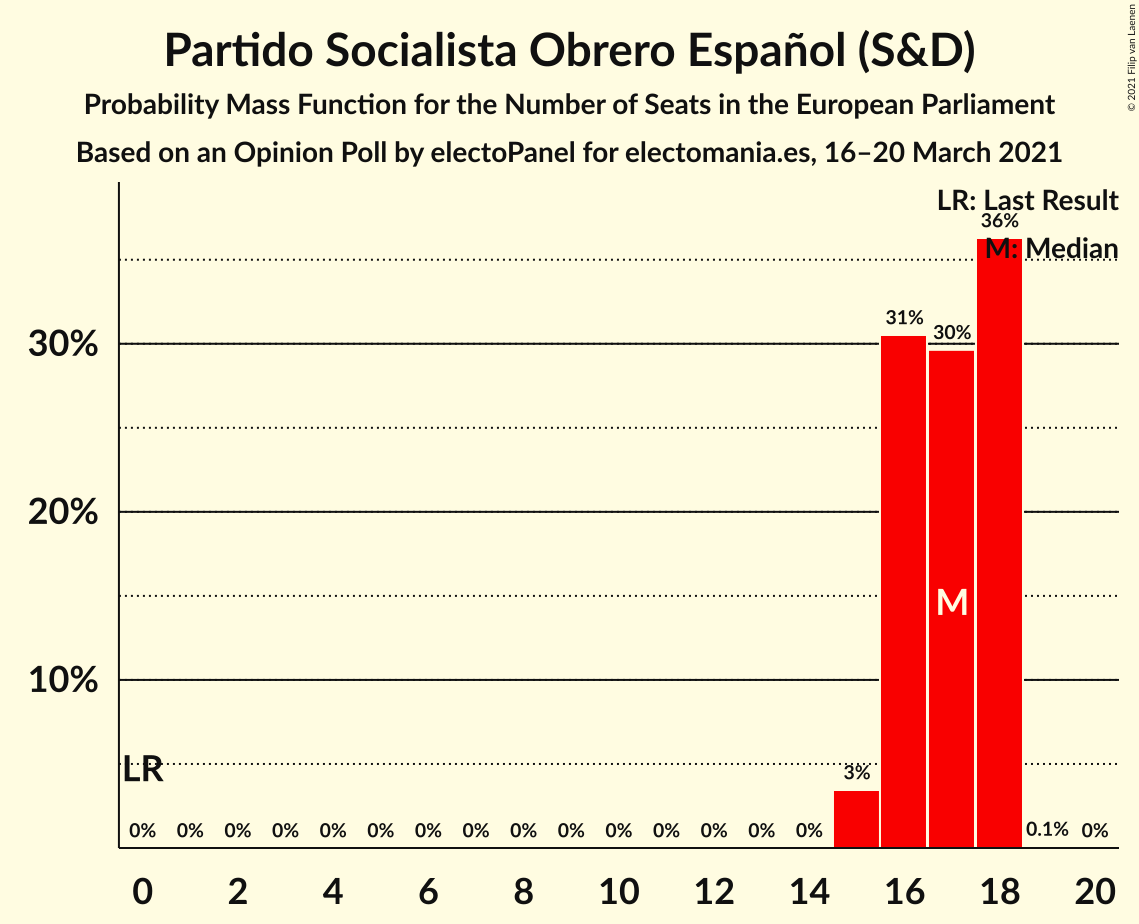 Partido Socialista Obrero Español (S&D)
Probability Mass Function for the Number of Seats in the European Parliament
Based on an Opinion Poll by electoPanel for electomania.es, 16–20 March 2021
© 2021 Filip van Laenen
LR: Last Result
M: Median
36%
31%
30%
30%
20%
M
10%
LR
3%
0% 0% 0% 0% 0% 0% 0% 0% 0% 0% 0% 0% 0% 0% 0% 0.1% 0%
0 2 4 6 8 10 12 14 16 18 20